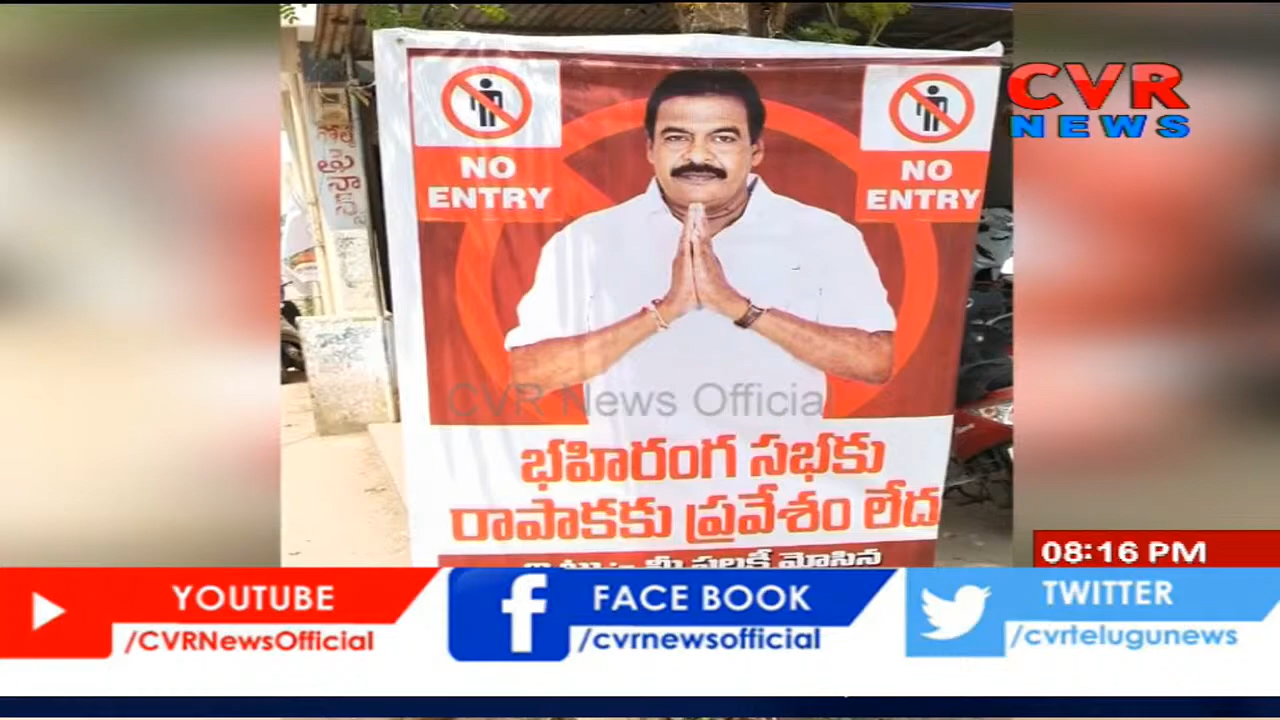 CVR
NEWS
NO
ENTRY
NO
ENTRY
CVR News Official
భహిరంగ సభకు
రాపాకకు ప్రవేశం లేద
మోసిన
08:16 PM
YOUTUBE
/CVRNewsOfficial
FACE BOOK
/cvrnewsofficial
TWITTER
/cvrtelugunews